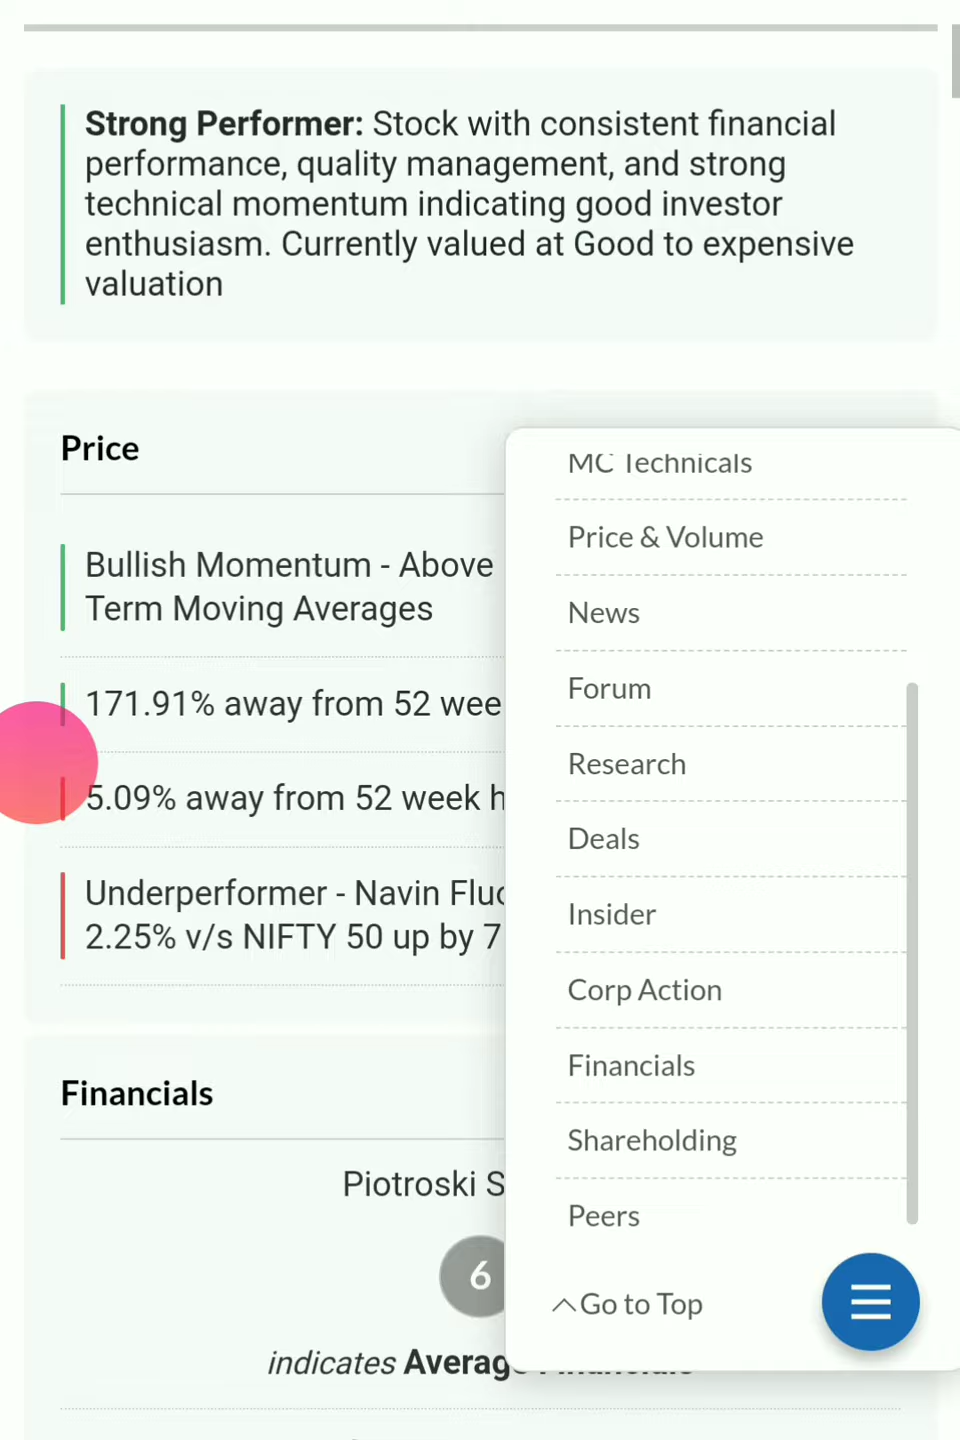 Strong Performer: Stock with consistent financial
performance, quality management, and strong
technical momentum indicating good investor
enthusiasm. Currently valued at Good to expensive
valuation
Price
Bullish Momentum - Above
Term Moving Averages
171.91% away from 52 wee
5.09% away from 52 week h
Underperformer - Navin Fluo
2.25% v/s NIFTY 50 up by 7
Financials
Piotroski S
6
indicates Average Financials
MC Technicals
Price & Volume
News
Forum
Research
Deals
Insider
Corp Action
Financials
Shareholding
Peers
Go to Top